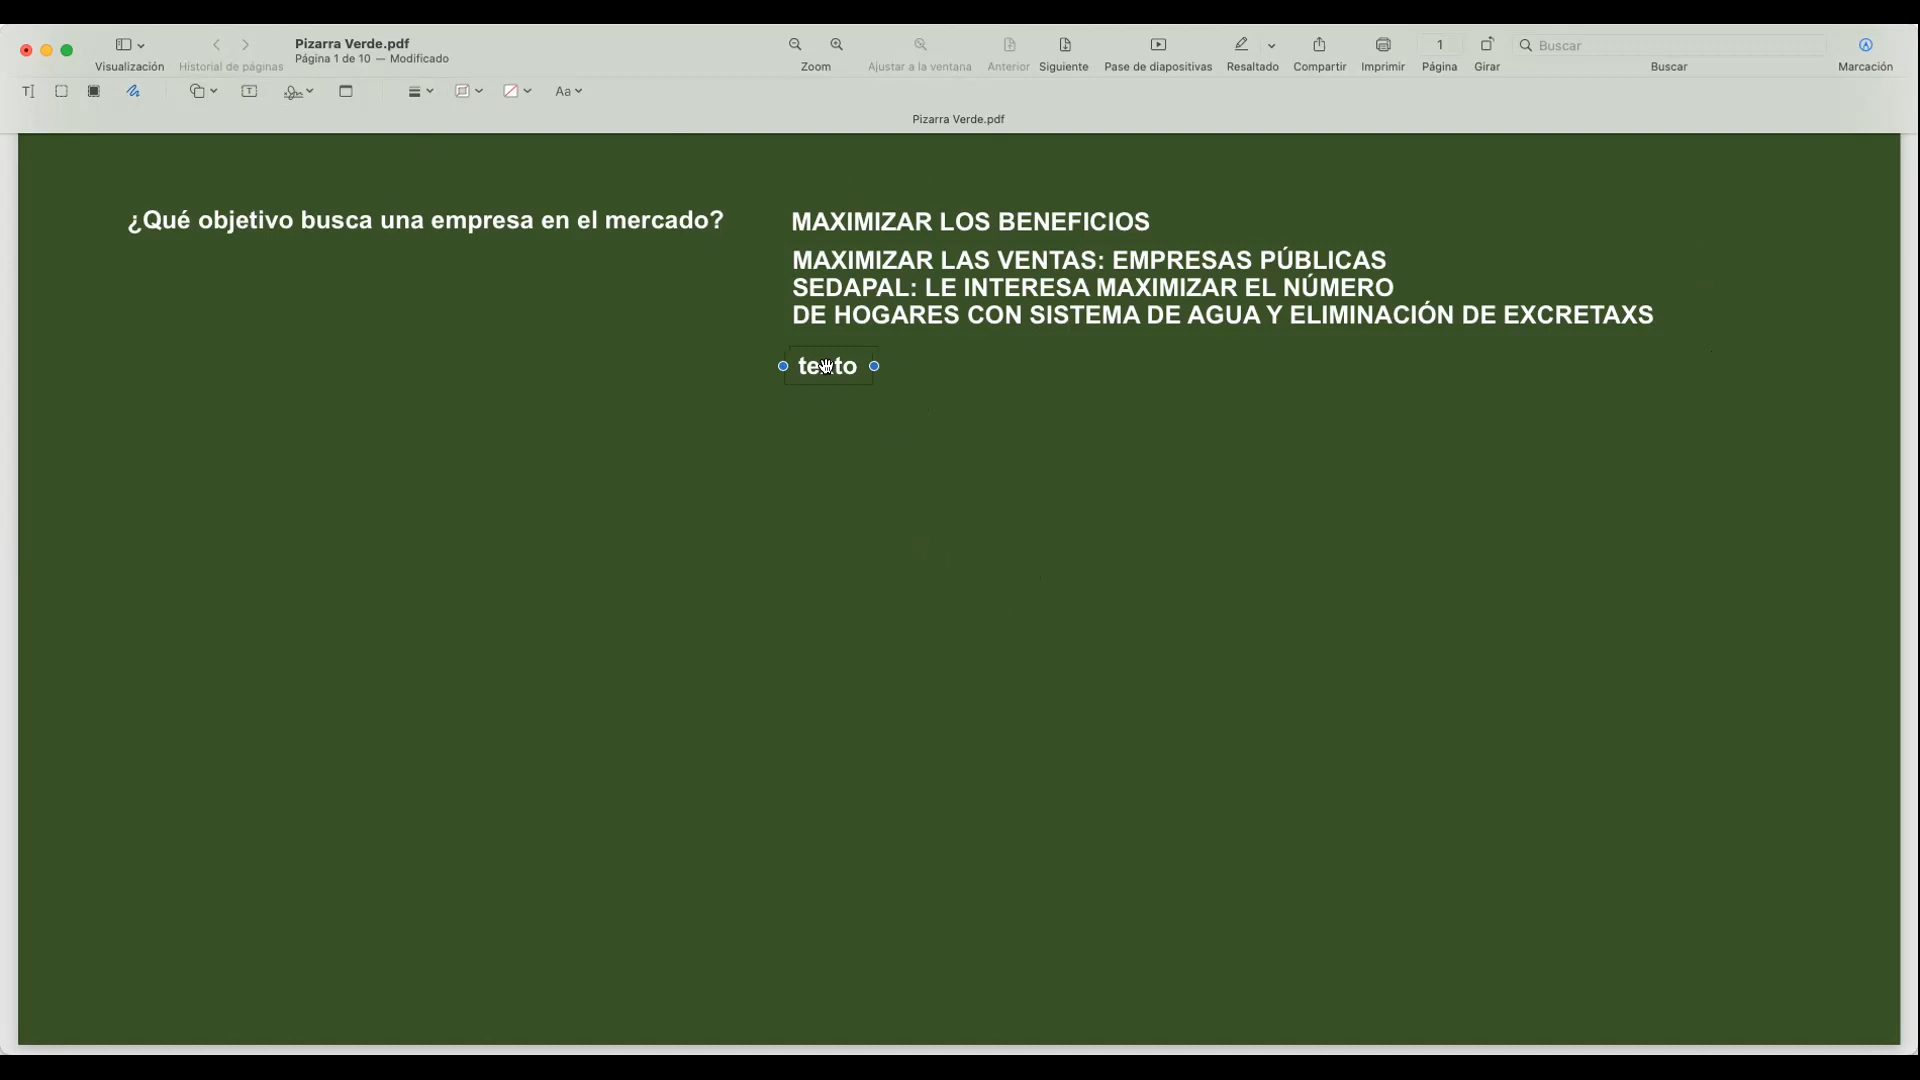 Pizarra Verde.pdf
Página 1 de 10 — Modificado
Visualización
Historial de páginas
Zoom
Ajustar a la ventana
Anterior
Siguiente
Pase de diapositivas
Resaltado
Compartir
Imprimir
1
Página
Girar
Buscar
Buscar
Marcación
Aa
Pizarra Verde.pdf
¿Qué objetivo busca una empresa en el mercado?
MAXIMIZAR LOS BENEFICIOS
MAXIMIZAR LAS VENTAS: EMPRESAS PÚBLICAS
SEDAPAL: LE INTERESA MAXIMIZAR EL NÚMERO
DE HOGARES CON SISTEMA DE AGUA Y ELIMINACIÓN DE EXCRETAXS
texto